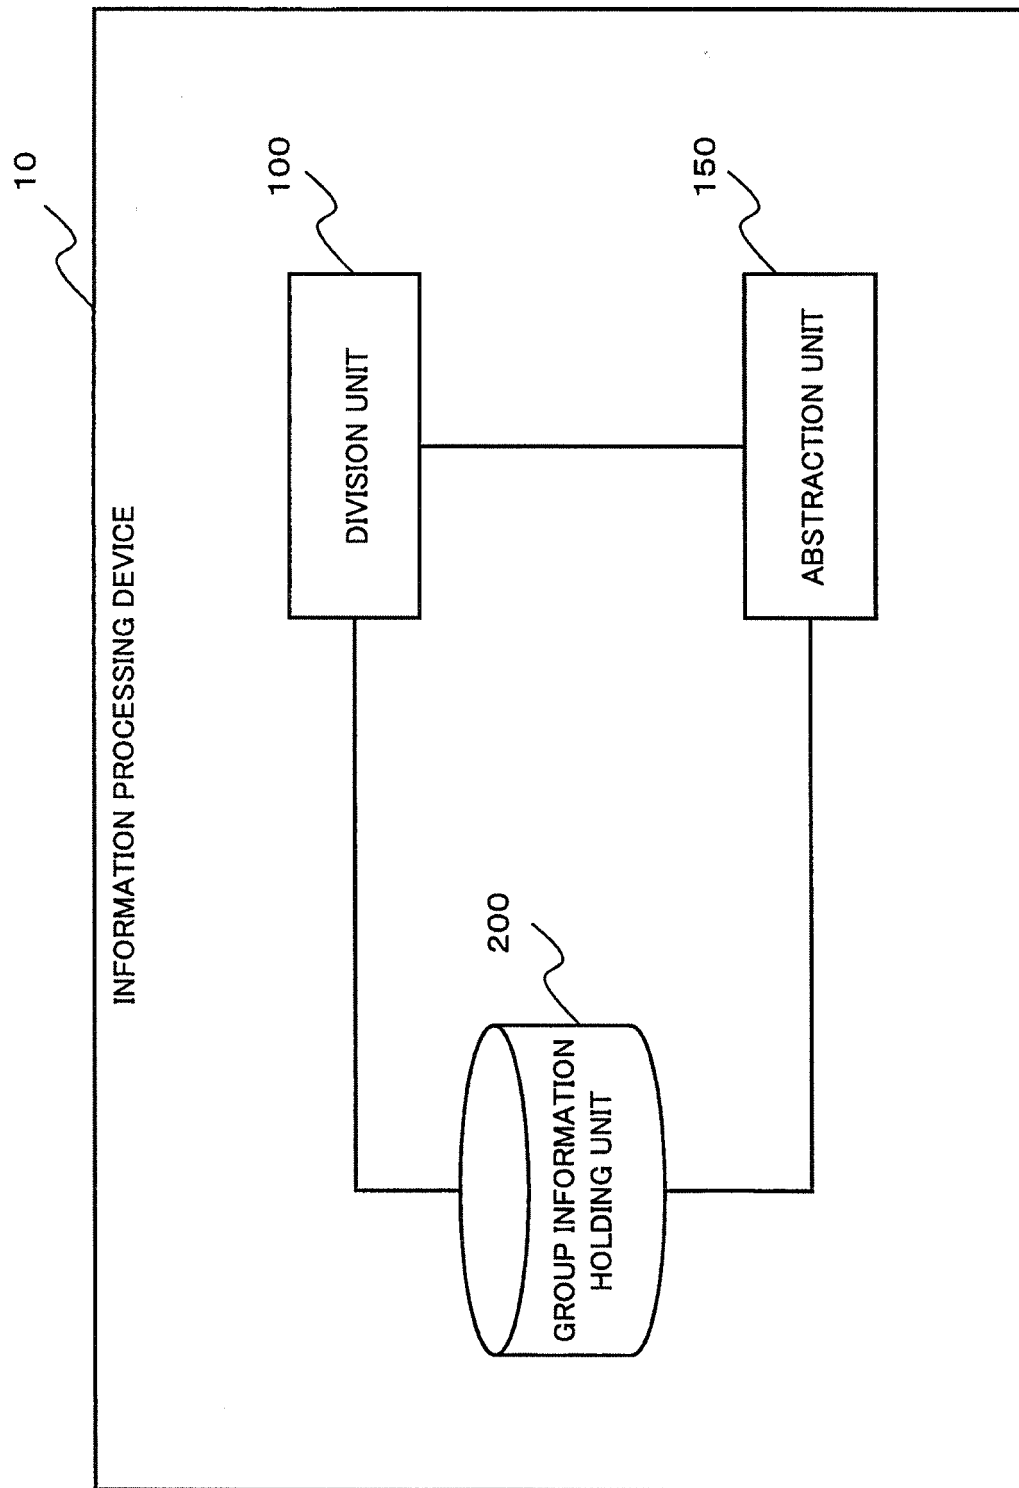 10
INFORMATION PROCESSING DEVICE
100
DIVISION UNIT
200
GROUP INFORMATION
HOLDING UNIT
150
ABSTRACTION UNIT